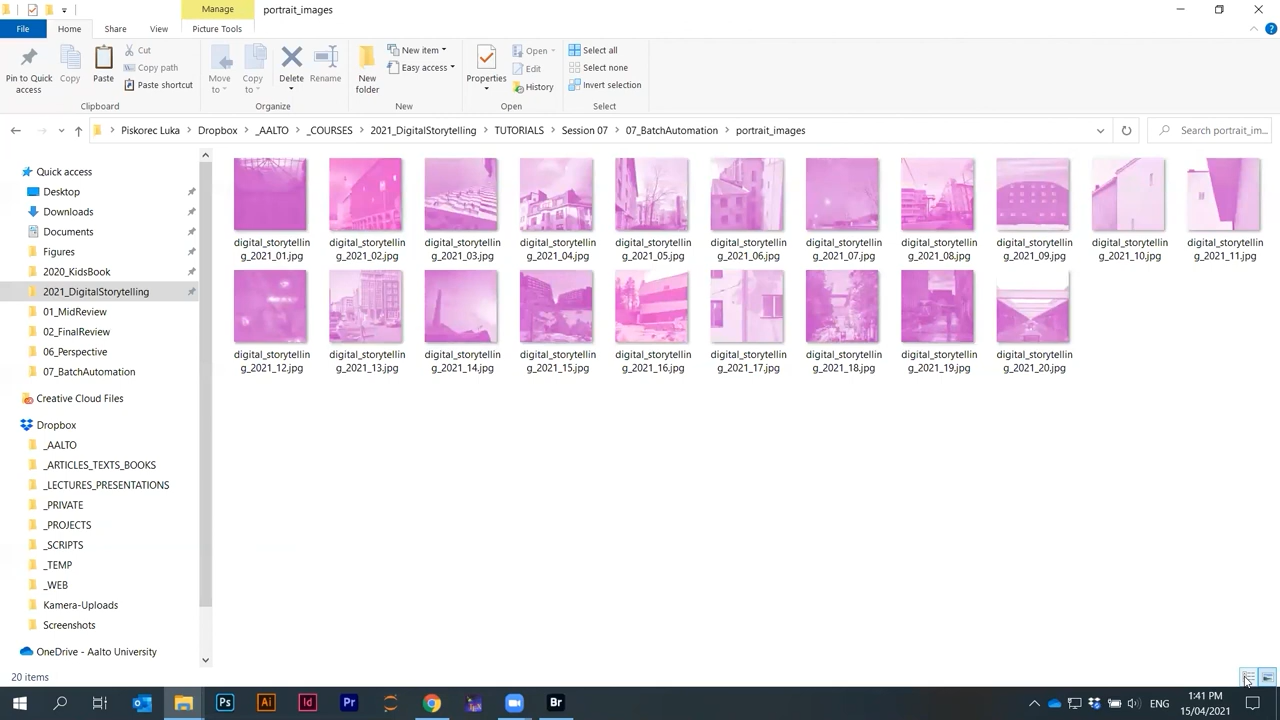 Manage
portrait_images
File
Home
Share
View
Picture Tools
Pin to Quick access
Copy
Paste
Cut
Copy path
Paste shortcut
Clipboard
Move to
Copy to
Delete
Rename
Organize
New folder
New item
Easy access
New
Properties
Open
Edit
History
Open
Select all
Select none
Invert selection
Select
Piskorec Luka
Dropbox
_AALTO
_COURSES
2021_DigitalStorytelling
TUTORIALS
Session 07
07_BatchAutomation
portrait_images
Search portrait_im...
Quick access
Desktop
Downloads
Documents
Figures
2020_KidsBook
2021_DigitalStorytelling
01_MidReview
02_FinalReview
06_Perspective
07_BatchAutomation
Creative Cloud Files
Dropbox
_AALTO
_ARTICLES_TEXTS_BOOKS
_LECTURES_PRESENTATIONS
_PRIVATE
_PROJECTS
_SCRIPTS
_TEMP
_WEB
Kamera-Uploads
Screenshots
OneDrive - Aalto University
digital_storytellin
g_2021_01.jpg
digital_storytellin
g_2021_02.jpg
digital_storytellin
g_2021_03.jpg
digital_storytellin
g_2021_04.jpg
digital_storytellin
g_2021_05.jpg
digital_storytellin
g_2021_06.jpg
digital_storytellin
g_2021_07.jpg
digital_storytellin
g_2021_08.jpg
digital_storytellin
g_2021_09.jpg
digital_storytellin
g_2021_10.jpg
digital_storytellin
g_2021_11.jpg
digital_storytellin
g_2021_12.jpg
digital_storytellin
g_2021_13.jpg
digital_storytellin
g_2021_14.jpg
digital_storytellin
g_2021_15.jpg
digital_storytellin
g_2021_16.jpg
digital_storytellin
g_2021_17.jpg
digital_storytellin
g_2021_18.jpg
digital_storytellin
g_2021_19.jpg
digital_storytellin
g_2021_20.jpg
20 items
Ps
Ai
Id
Pr
Br
ENG
1:41 PM
15/04/2021